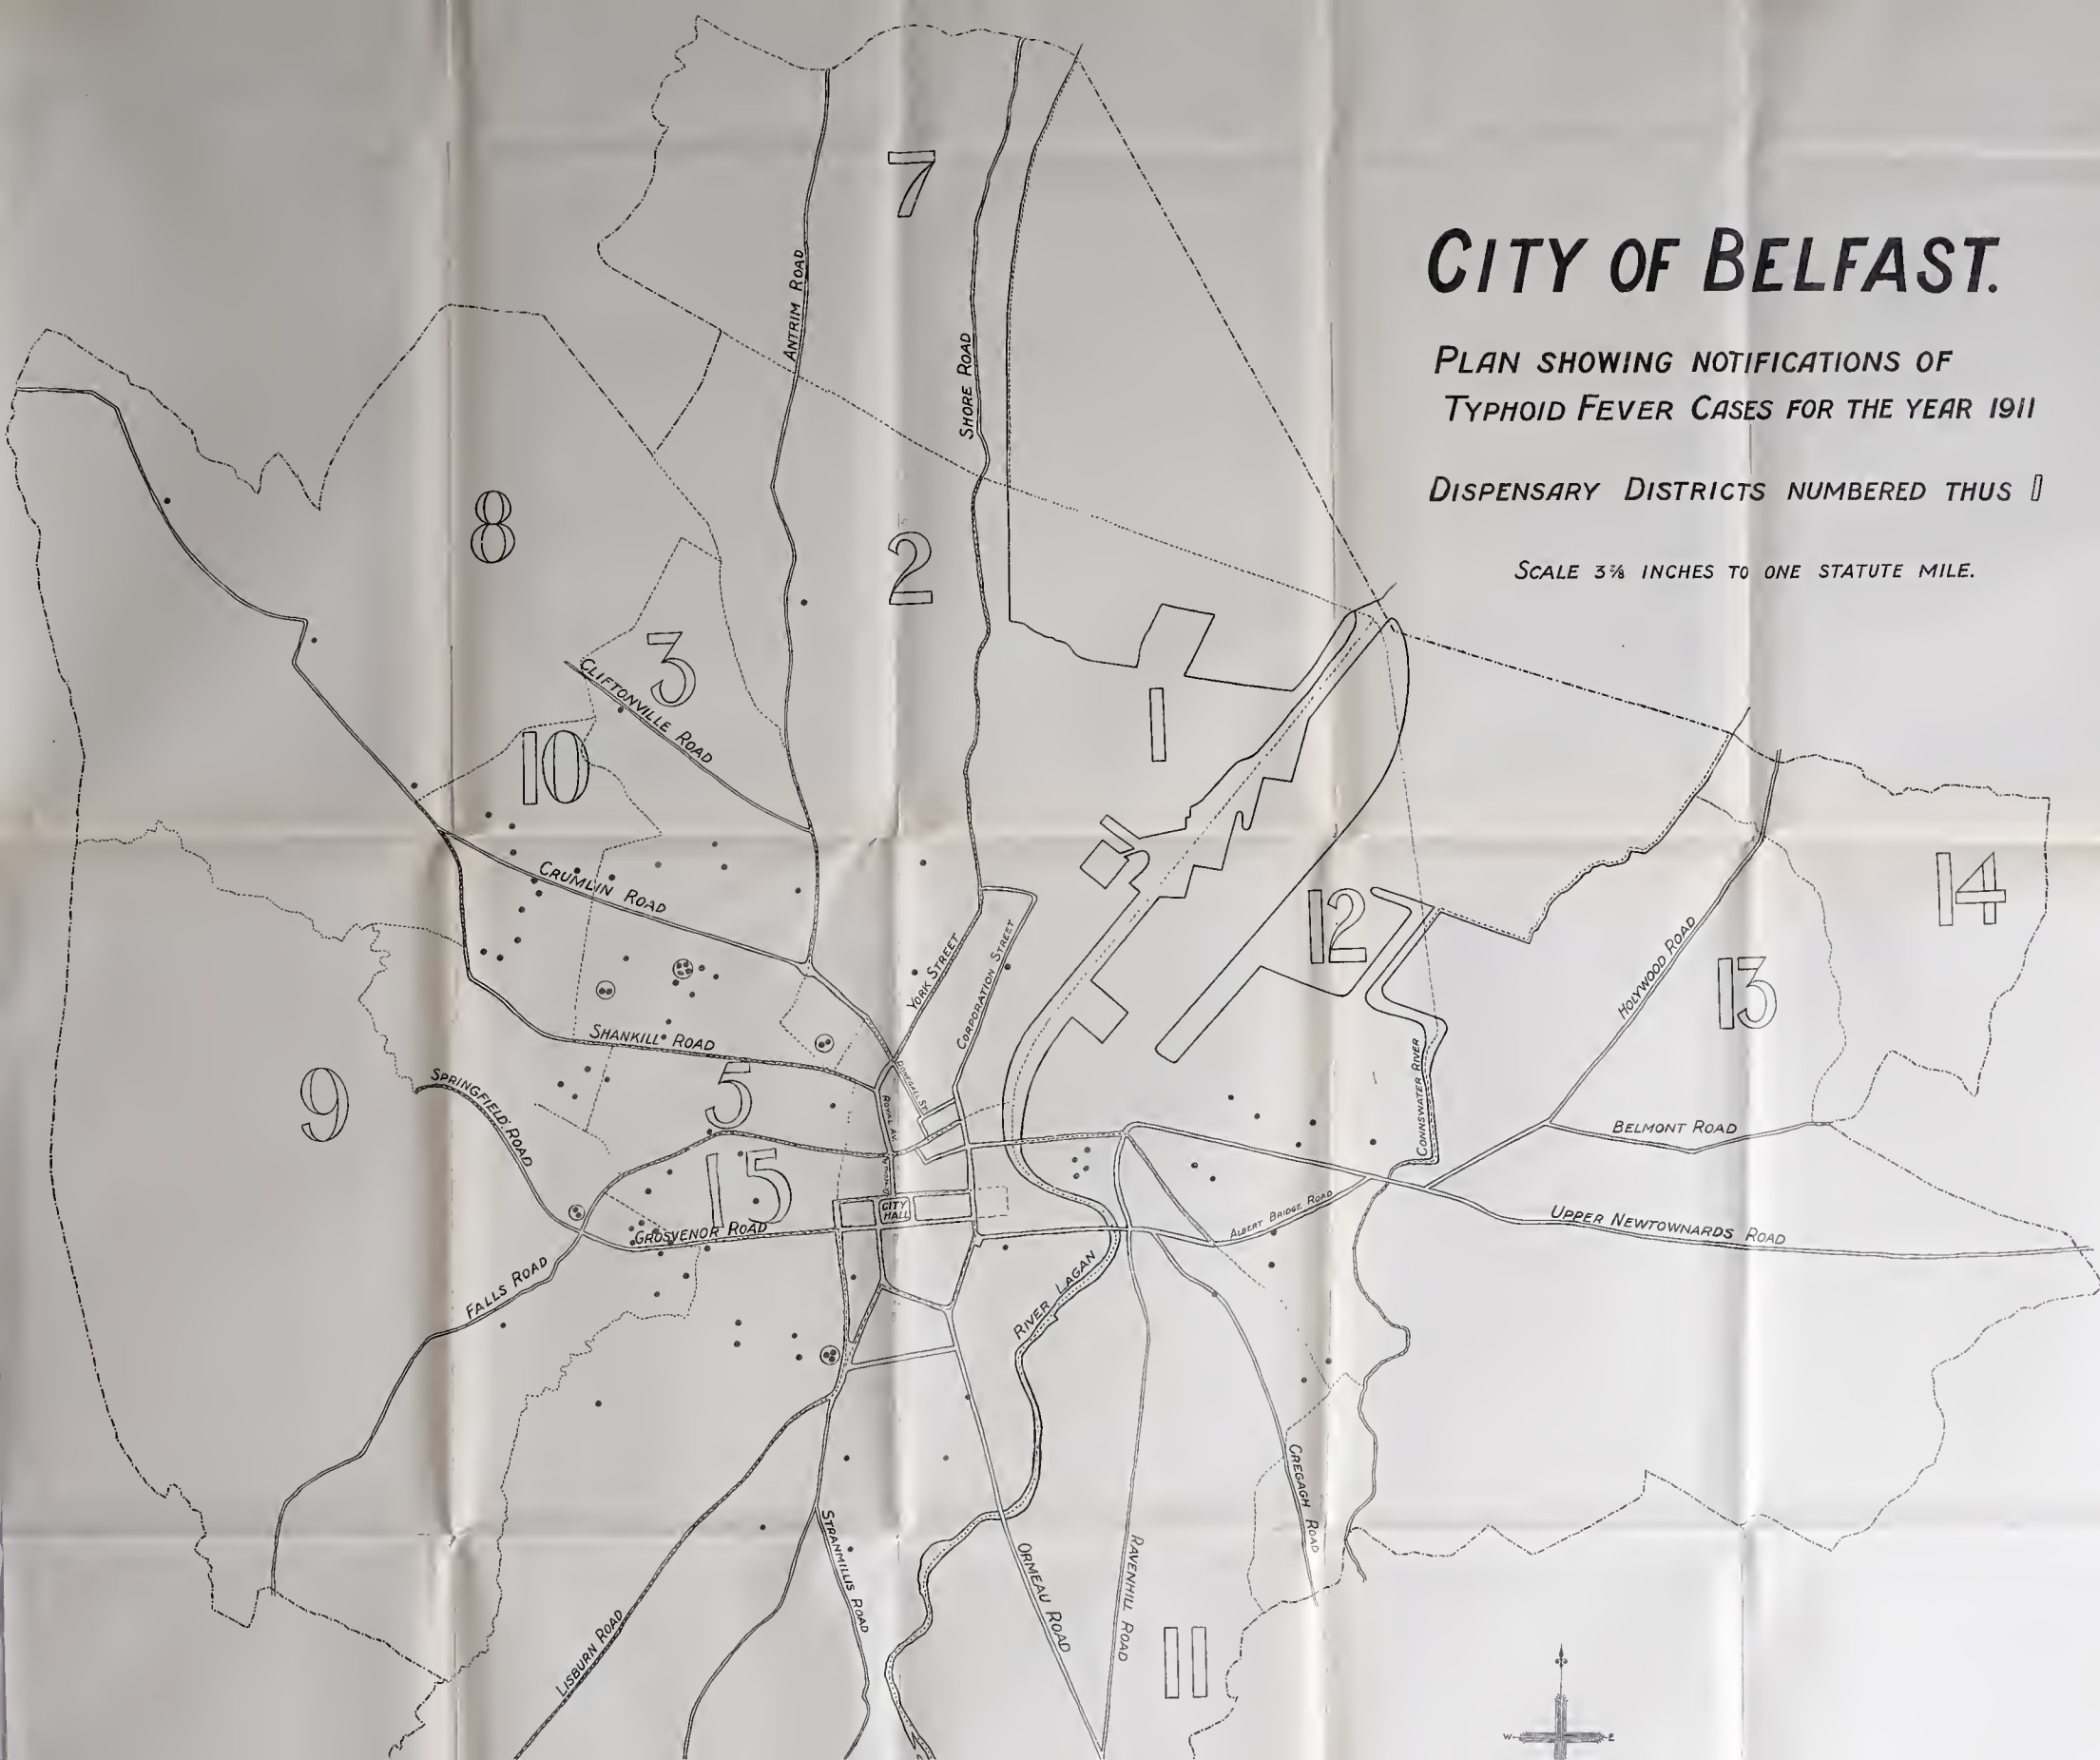 CITY OF BELFAST.
PLAN SHOWING NOTIFICATIONS OF
TYPHOID FEVER CASES FOR THE YEAR 1911
DISPENSARY DISTRICTS NUMBERED THUS 1
SCALE 3⅞ INCHES TO ONE STATUTE MILE.
7
ANTRIM ROAD
SHORE ROAD
8
2
3
CLIFTONVILLE ROAD
1
10
CRUMLIN ROAD
12
14
YORK STREET
CORPORATION STREET
HOLYWOOD ROAD
13
SHANKILL ROAD
9
SPRINGFIELD ROAD
5
DONEGALL ST.
ROYAL AV.
CONNSWATER RIVER
BELMONT ROAD
15
CITY
HALL
GROSVENOR ROAD
ALBERT BRIDGE ROAD
UPPER NEWTOWNARDS ROAD
FALLS ROAD
RIVER LAGAN
CREGAGH ROAD
STRANMILLIS ROAD
ORMEAU ROAD
RAVENHILL ROAD
LISBURN ROAD
11
W
E